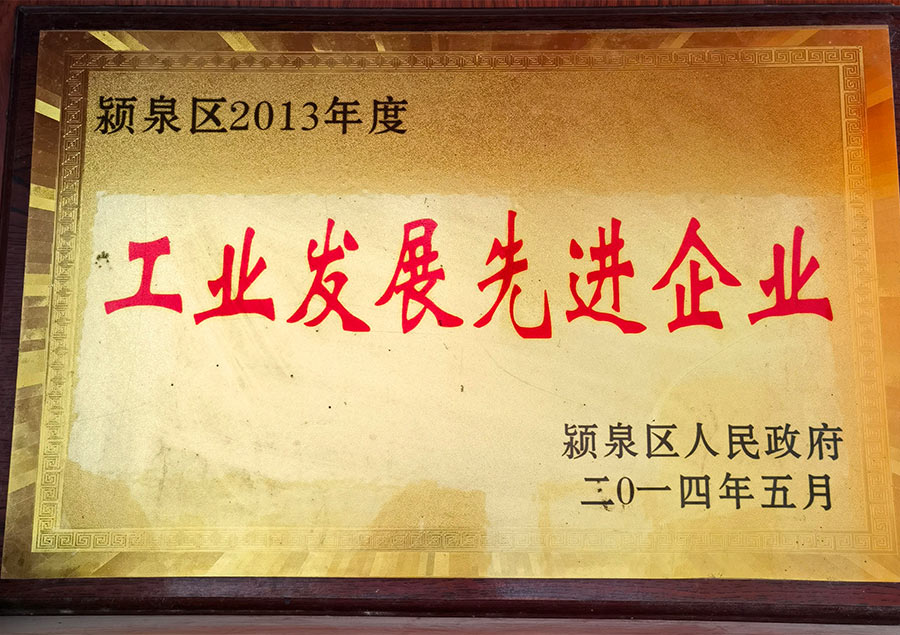 颍泉区2013年度
工业发展先进企业
颍泉区人民政府
二0一四年五月